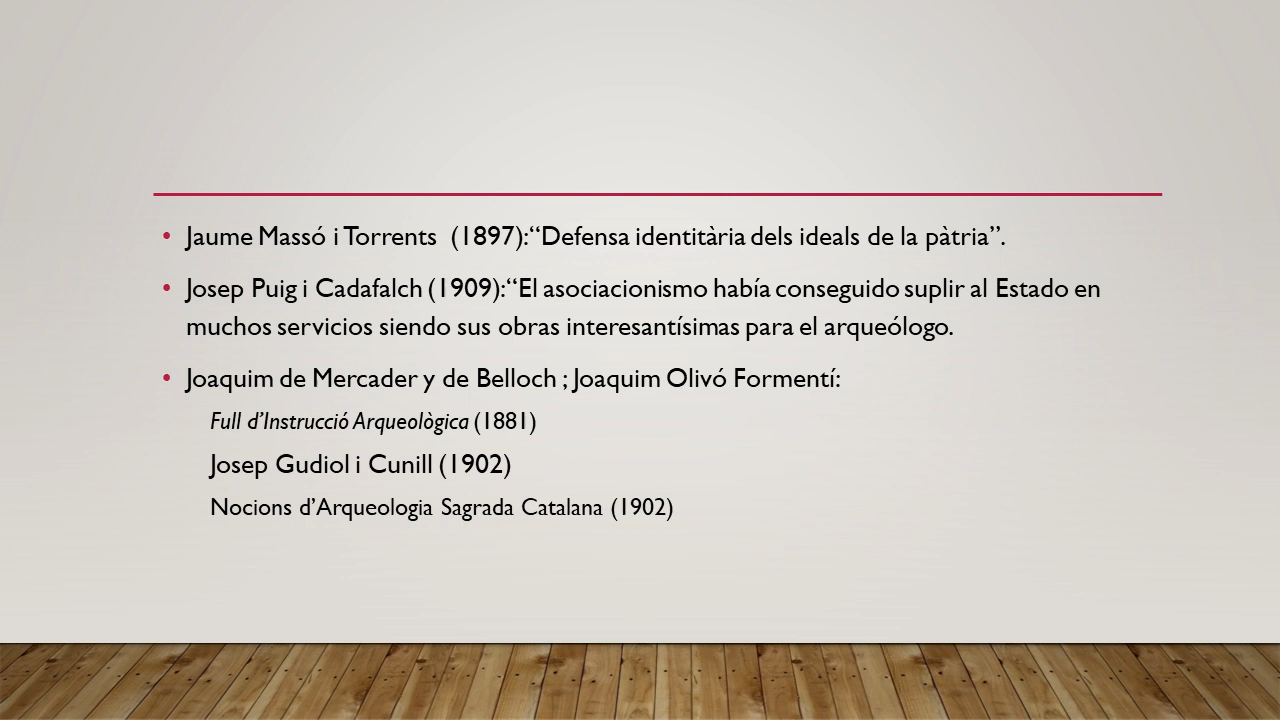 • Jaume Massó i Torrents (1897):“Defensa identitària dels ideals de la pàtria”.
• Josep Puig i Cadafalch (1909):“El asociacionismo había conseguido suplir al Estado en
muchos servicios siendo sus obras interesantísimas para el arqueólogo.
• Joaquim de Mercader y de Belloch ; Joaquim Olivó Formentí:
Full d’Instrucció Arqueològica (1881)
Josep Gudiol i Cunill (1902)
Nocions d’Arqueologia Sagrada Catalana (1902)